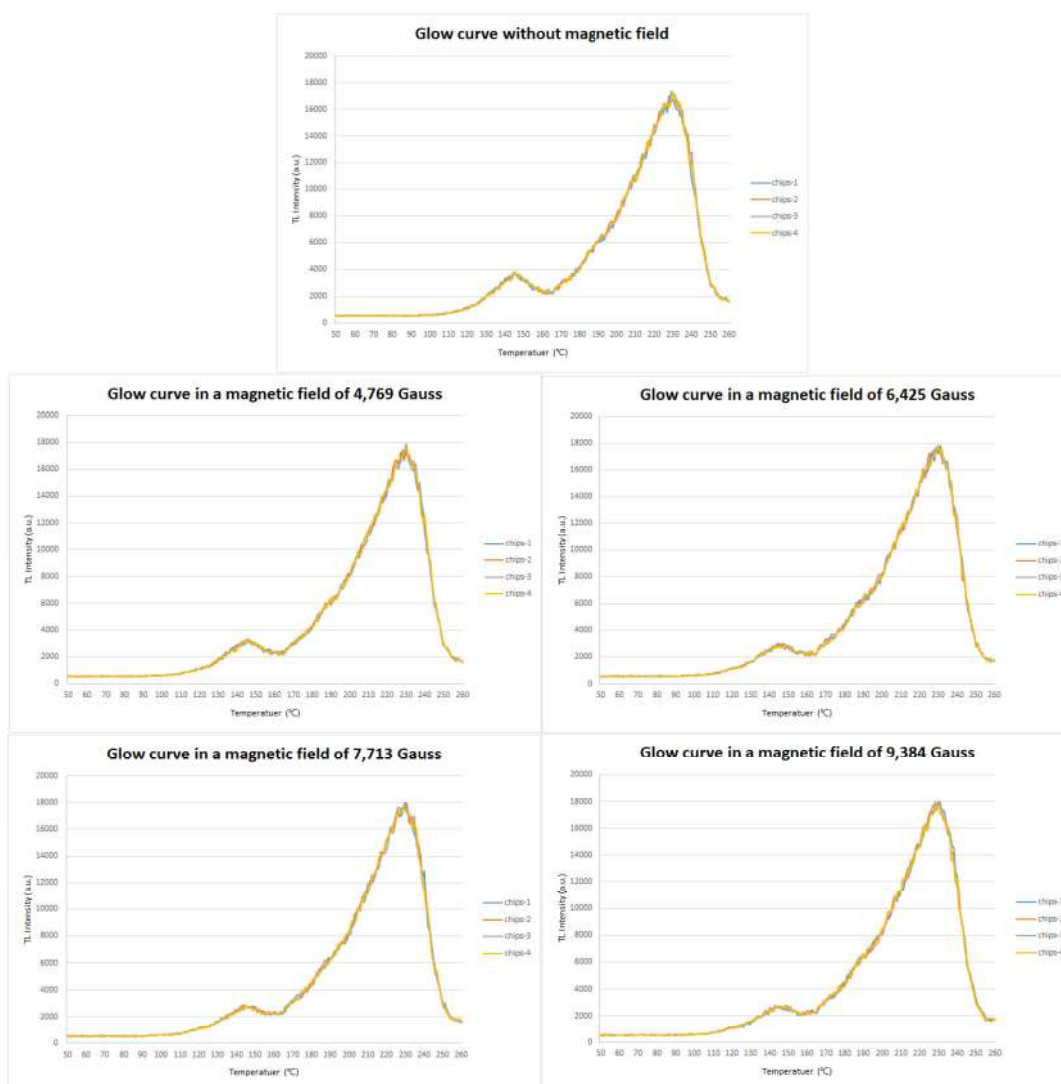 Glow curve without magnetic field
20000
18000
16000
14000
12000
10000
8000
6000
4000
2000
0
TL Intensity (a.u.)
50 60 70 80 90 100 110 120 130 140 150 160 170 180 190 200 210 220 230 240 250 260
Temperatuer (℃)
chips-1
chips-2
chips-3
chips-4
Glow curve in a magnetic field of 4,769 Gauss
20000
18000
16000
14000
12000
10000
8000
6000
4000
2000
0
TL Intensity (a.u.)
50 60 70 80 90 100 110 120 130 140 150 160 170 180 190 200 210 220 230 240 250 260
Temperatuer (℃)
chips-1
chips-2
chips-3
chips-4
Glow curve in a magnetic field of 6,425 Gauss
20000
18000
16000
14000
12000
10000
8000
6000
4000
2000
0
TL Intensity (a.u.)
50 60 70 80 90 100 110 120 130 140 150 160 170 180 190 200 210 220 230 240 250 260
Temperatuer (℃)
Glow curve in a magnetic field of 7,713 Gauss
20000
18000
16000
14000
12000
10000
8000
6000
4000
2000
0
TL Intensity (a.u.)
50 60 70 80 90 100 110 120 130 140 150 160 170 180 190 200 210 220 230 240 250 260
Temperatuer (℃)
chips-1
chips-2
chips-3
chips-4
Glow curve in a magnetic field of 9,384 Gauss
20000
18000
16000
14000
12000
10000
8000
6000
4000
2000
0
TL Intensity (a.u.)
50 60 70 80 90 100 110 120 130 140 150 160 170 180 190 200 210 220 230 240 250 260
Temperatuer (℃)